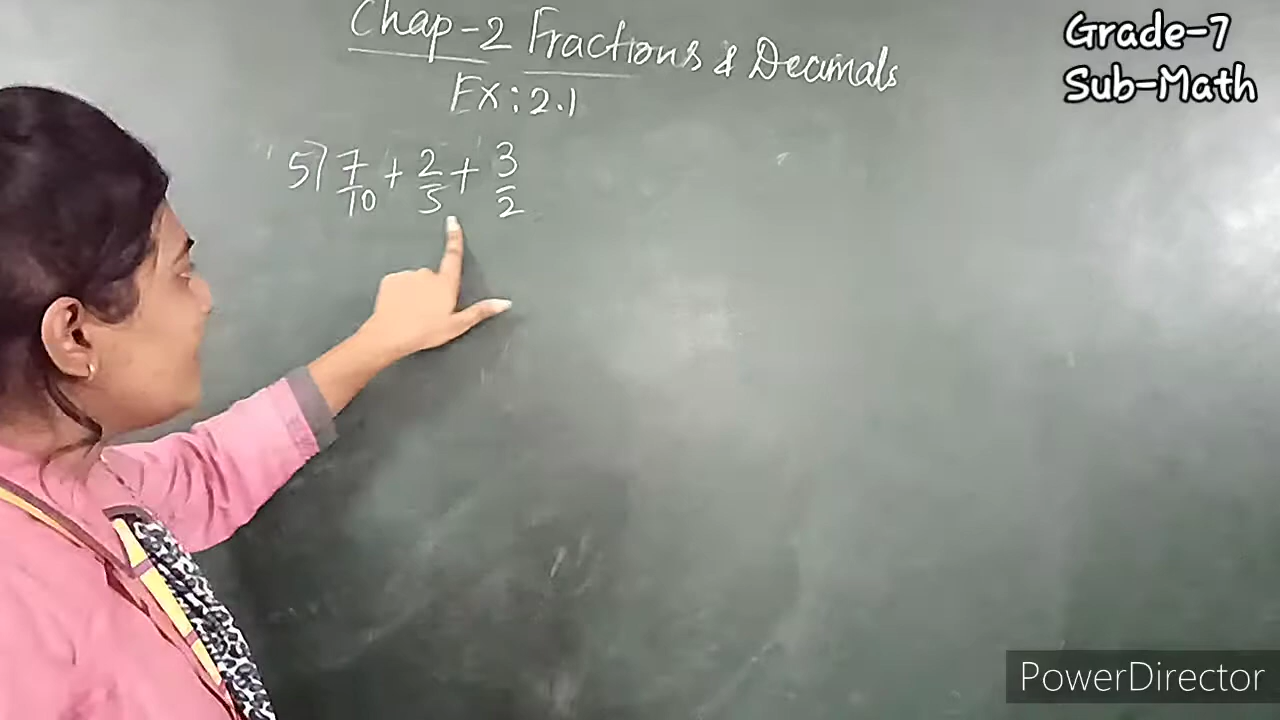 Chap-2 Fractions & Decimals
Grade-7
Sub-Math
Ex: 2.1
5) 7/10 + 2/5 + 3/2
PowerDirector